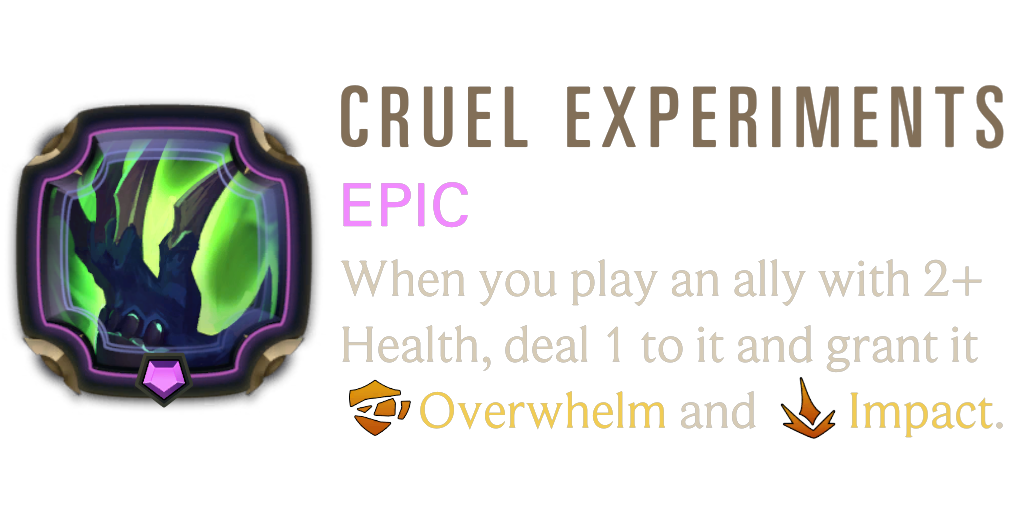 CRUEL EXPERIMENTS
EPIC
When you play an ally with 2+
Health, deal 1 to it and grant it
Overwhelm and Impact.